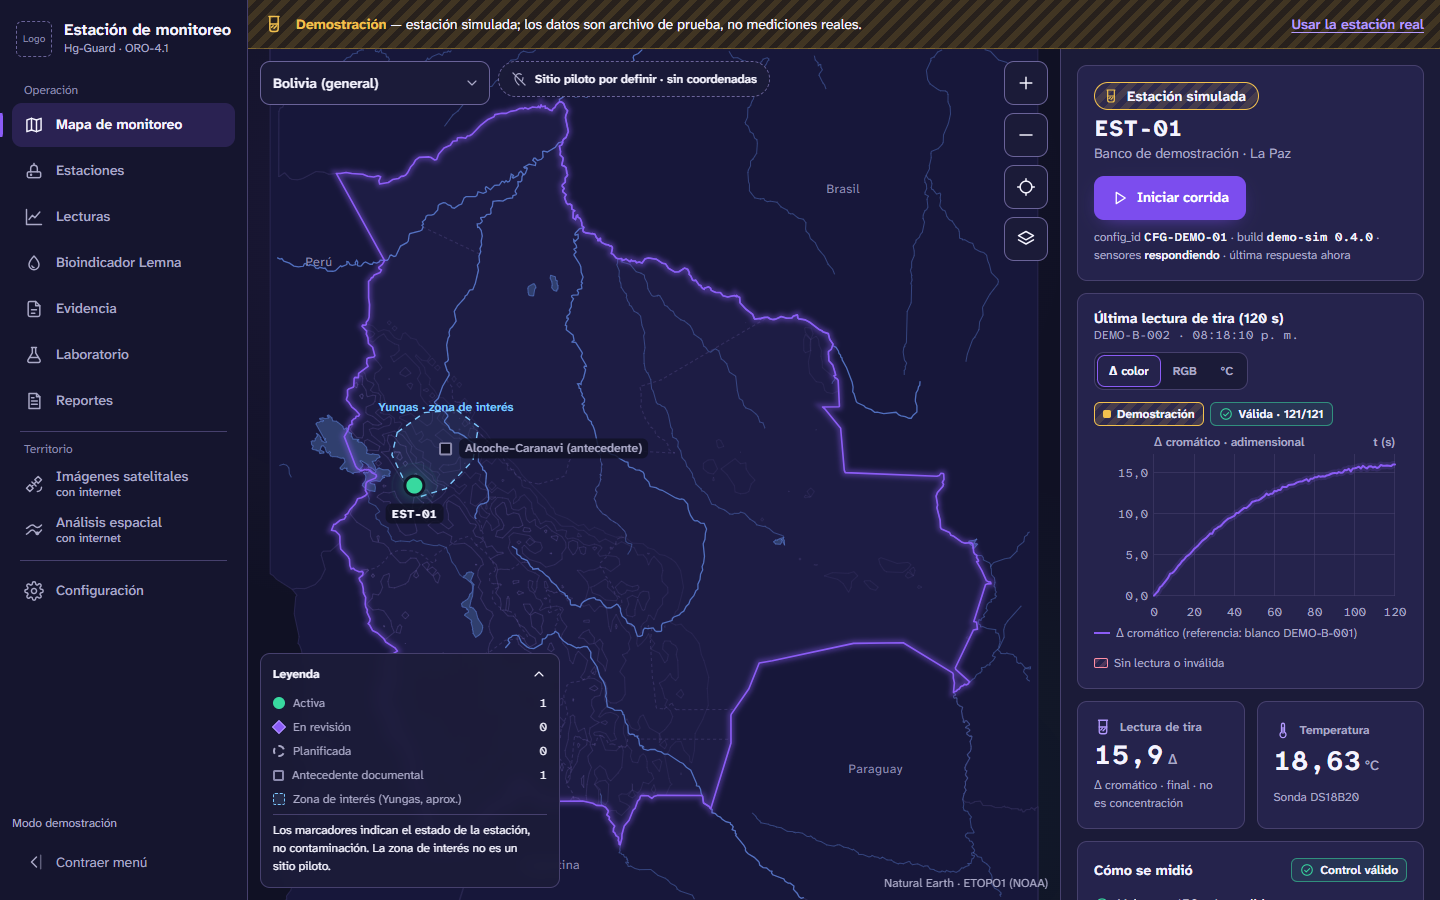 Logo
Estación de monitoreo
Hg-Guard · ORO-4.1
Operación
Mapa de monitoreo
Estaciones
Lecturas
Bioindicador Lemna
Evidencia
Laboratorio
Reportes
Territorio
Imágenes satelitales
con internet
Análisis espacial
con internet
Configuración
Modo demostración
Contraer menú
Demostración — estación simulada; los datos son archivo de prueba, no mediciones reales.
Usar la estación real
Bolivia (general)
Sitio piloto por definir · sin coordenadas
Brasil
Perú
Yungas · zona de interés
Alcoche–Caranavi (antecedente)
EST-01
Paraguay
tina
Leyenda
Activa 1
En revisión 0
Planificada 0
Antecedente documental 1
Zona de interés (Yungas, aprox.)
Los marcadores indican el estado de la estación,
no contaminación. La zona de interés no es un
sitio piloto.
Natural Earth · ETOPO1 (NOAA)
Estación simulada
EST-01
Banco de demostración · La Paz
Iniciar corrida
config_id CFG-DEMO-01 · build demo-sim 0.4.0 ·
sensores respondiendo · última respuesta ahora
Última lectura de tira (120 s)
DEMO-B-002 · 08:18:10 p. m.
Δ color RGB °C
Demostración Válida · 121/121
Δ cromático · adimensional t (s)
15,0
10,0
5,0
0,0
0 20 40 60 80 100 120
Δ cromático (referencia: blanco DEMO-B-001)
Sin lectura o inválida
Lectura de tira
15,9 Δ
Δ cromático · final · no
es concentración
Temperatura
18,63 °C
Sonda DS18B20
Cómo se midió
Control válido